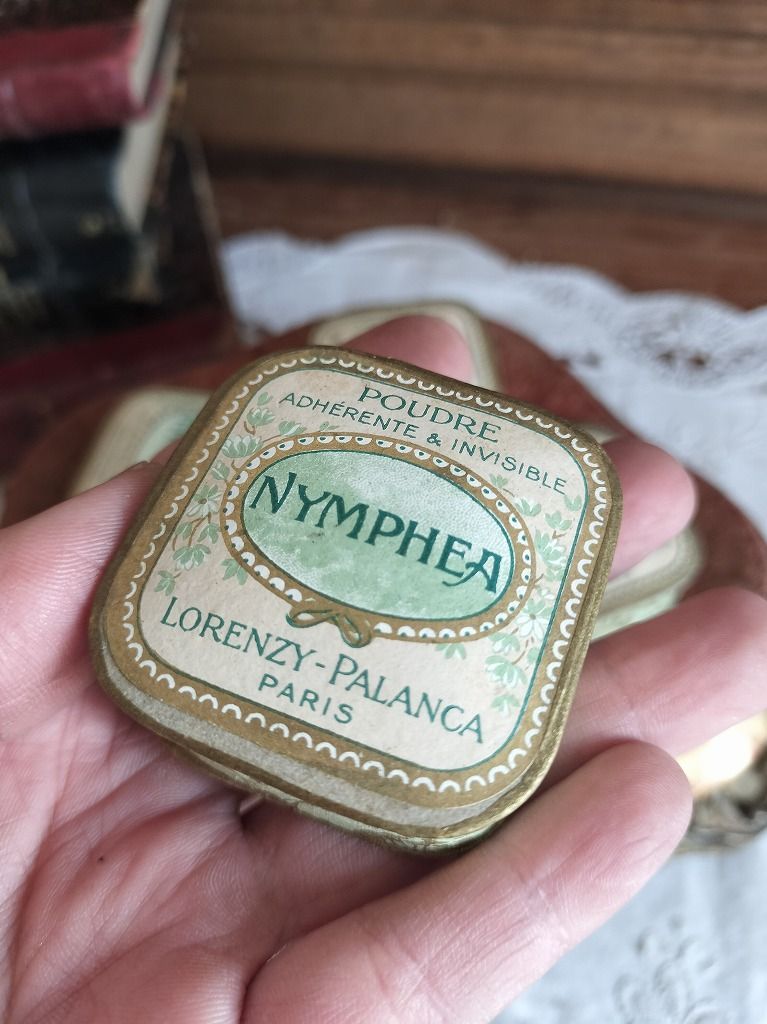 POUDRE
ADHÉRENTE & INVISIBLE
NYMPHEA
LORENZY-PALANCA
PARIS